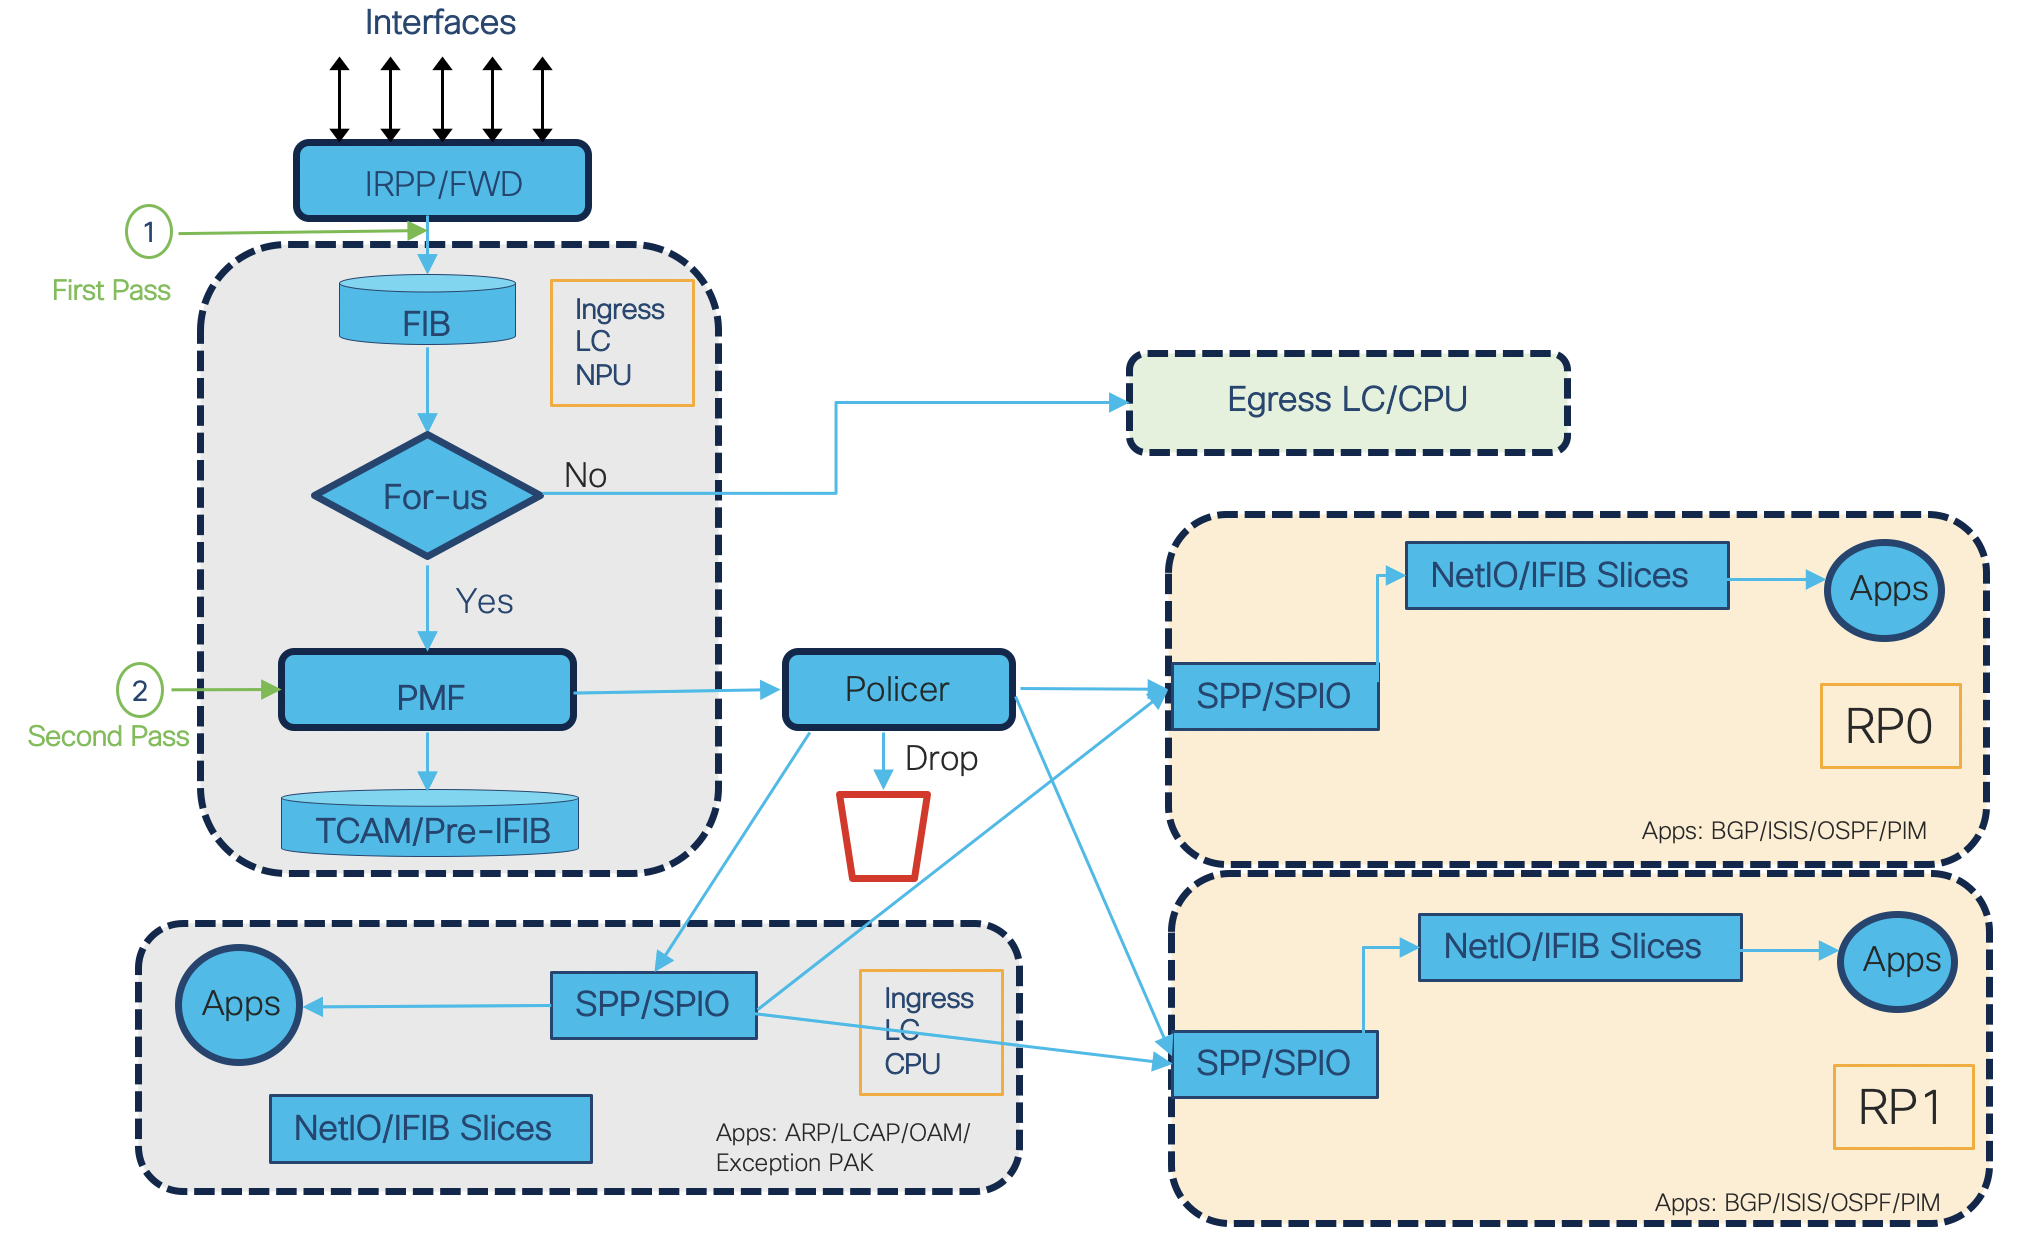 Interfaces
IRPP/FWD
1
First Pass
FIB
Ingress
LC
NPU
Egress LC/CPU
For-us
No
Yes
NetIO/IFIB Slices
Apps
2
Second Pass
PMF
Policer
SPP/SPIO
RP0
Drop
TCAM/Pre-IFIB
Apps: BGP/ISIS/OSPF/PIM
Apps
SPP/SPIO
Ingress
LC
CPU
NetIO/IFIB Slices
Apps: ARP/LCAP/OAM/
Exception PAK
NetIO/IFIB Slices
Apps
SPP/SPIO
RP1
Apps: BGP/ISIS/OSPF/PIM